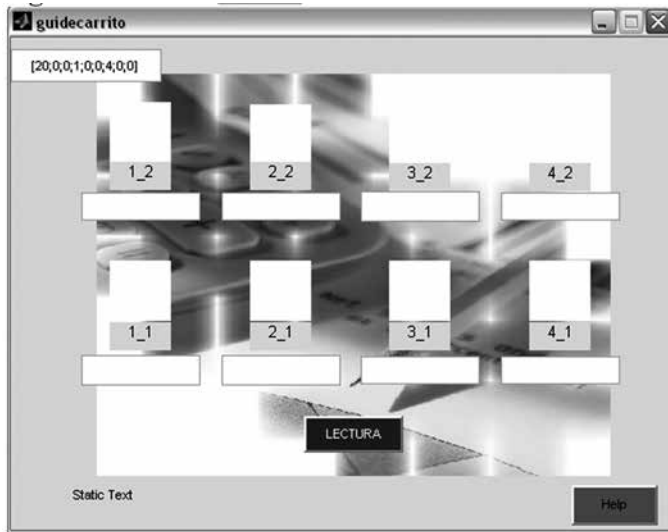 guidecarrito
[20;0;0;1;0;0;4;0;0]
1_2 2_2 3_2 4_2
1_1 2_1 3_1 4_1
LECTURA
Static Text
Help